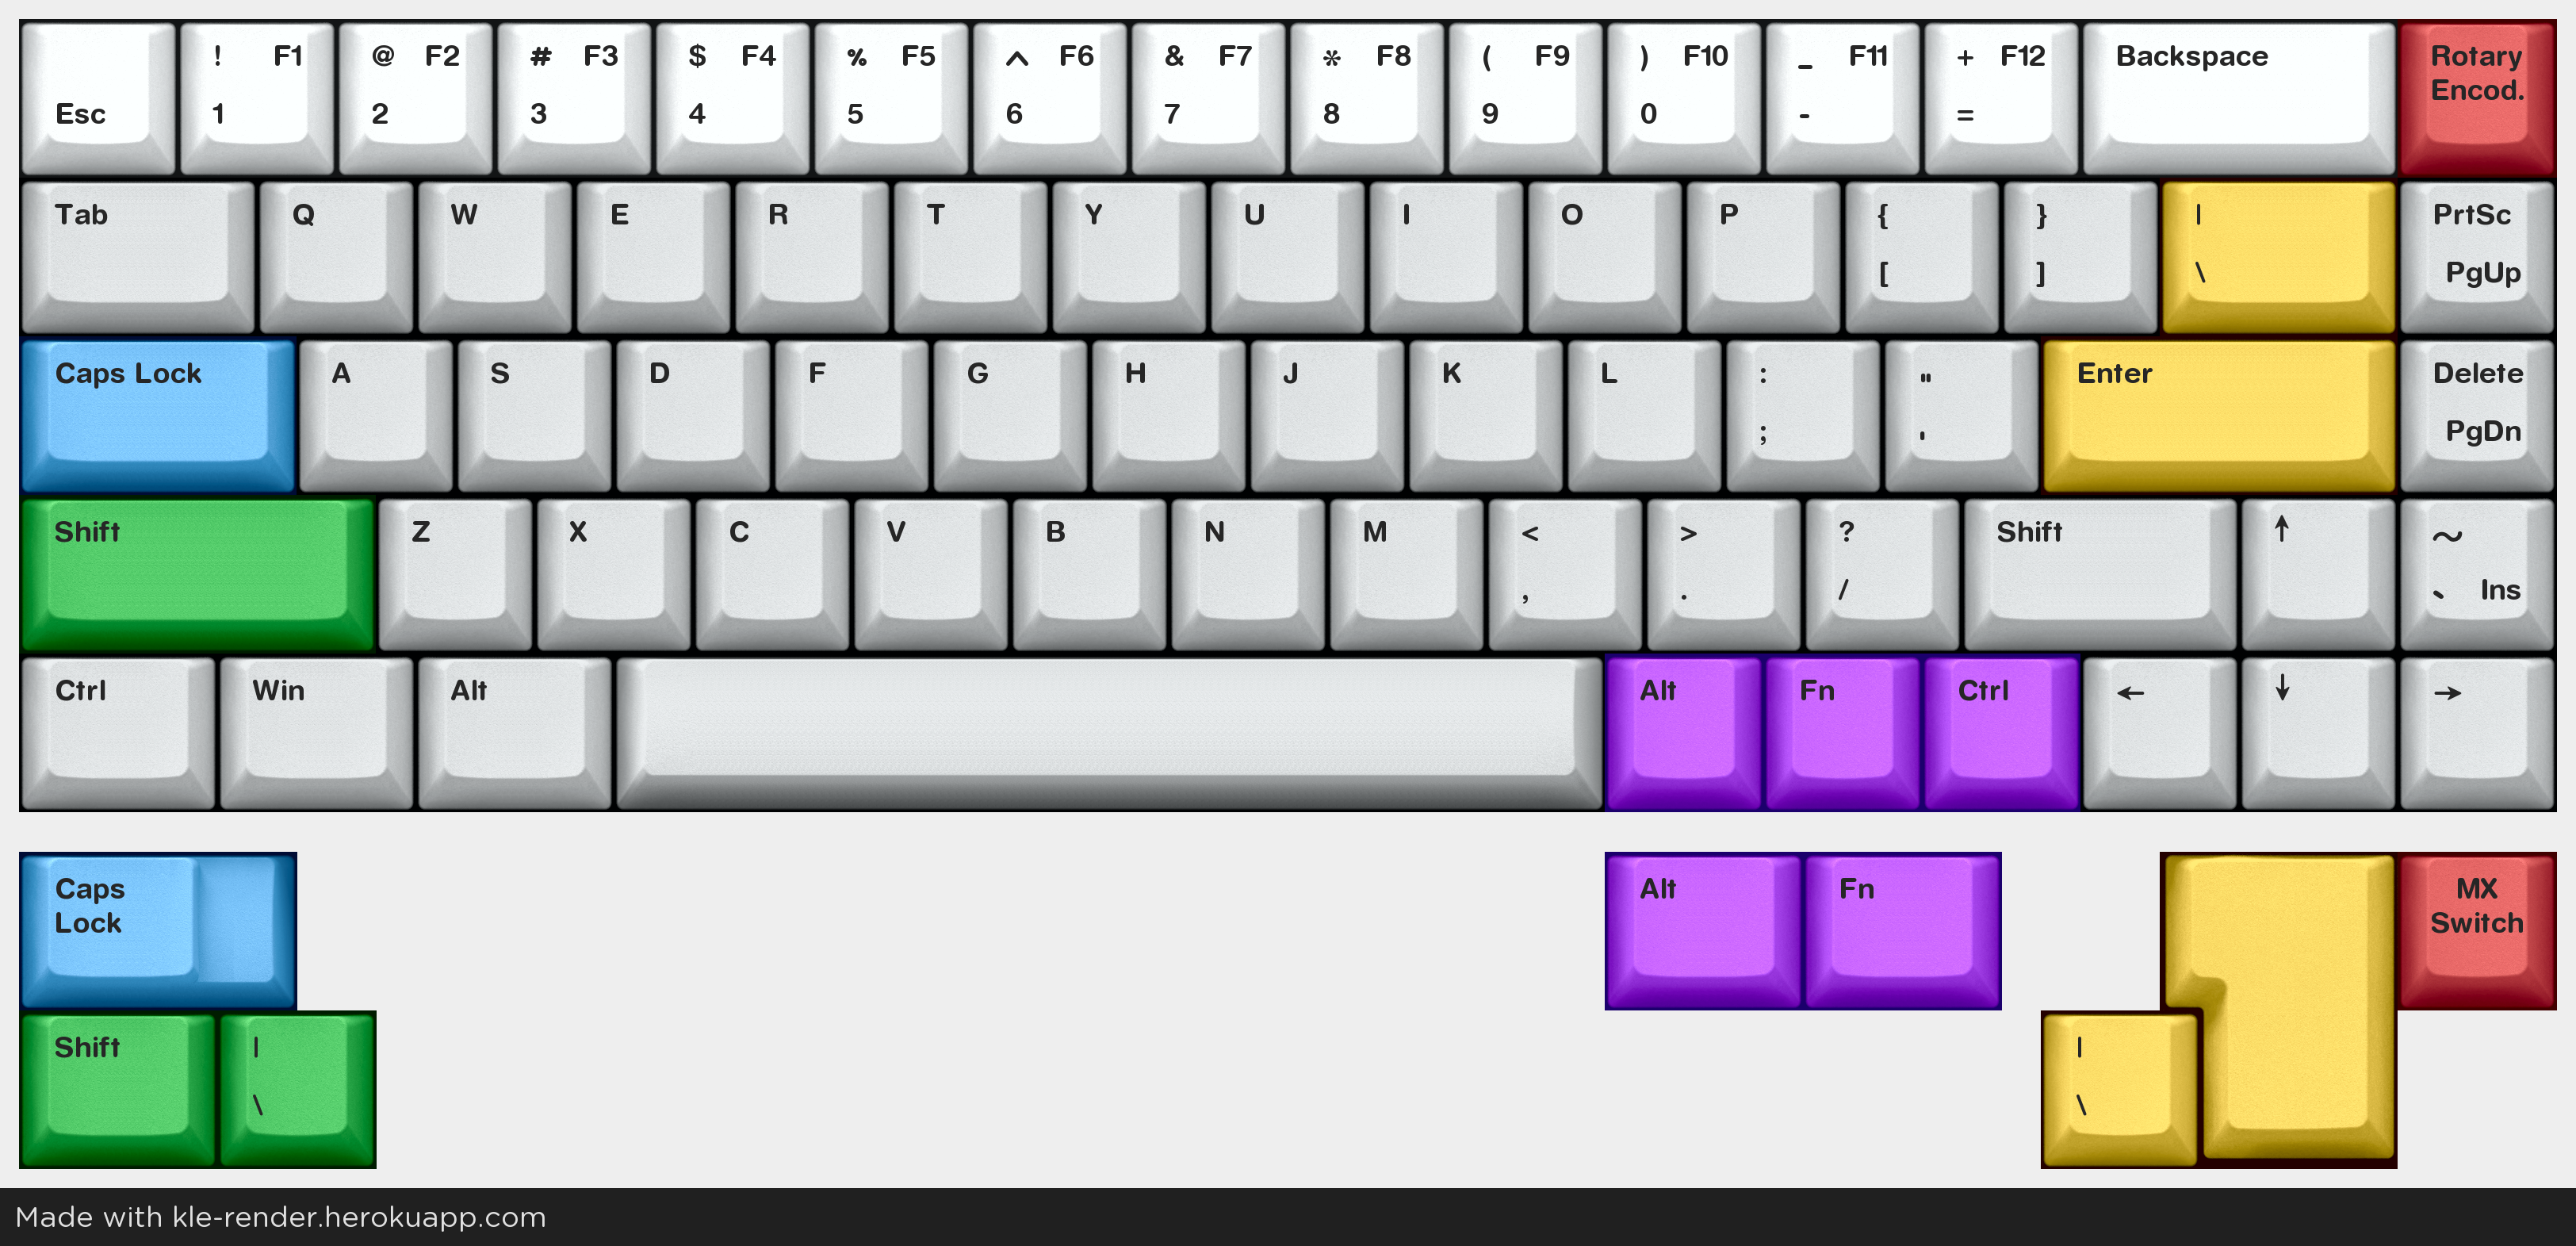 ! F1 @ F2 # F3 $ F4 % F5 ^ F6 & F7 * F8 ( F9 ) F10 _ F11 + F12 Backspace Rotary
Encod.
Esc 1 2 3 4 5 6 7 8 9 0 - =
Tab Q W E R T Y U I O P { } | PrtSc
[ ] \ PgUp
Caps Lock A S D F G H J K L : " Enter Delete
; ' PgDn
Shift Z X C V B N M < > ? Shift ↑ ~
, . / ` Ins
Ctrl Win Alt Alt Fn Ctrl ← ↓ →
Caps Alt Fn MX
Lock Switch
Shift | |
\ \
Made with kle-render.herokuapp.com